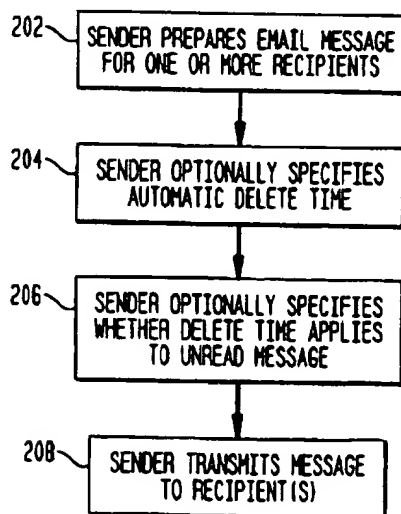 202
SENDER PREPARES EMAIL MESSAGE
FOR ONE OR MORE RECIPIENTS
204
SENDER OPTIONALLY SPECIFIES
AUTOMATIC DELETE TIME
206
SENDER OPTIONALLY SPECIFIES
WHETHER DELETE TIME APPLIES
TO UNREAD MESSAGE
208
SENDER TRANSMITS MESSAGE
TO RECIPIENT(S)